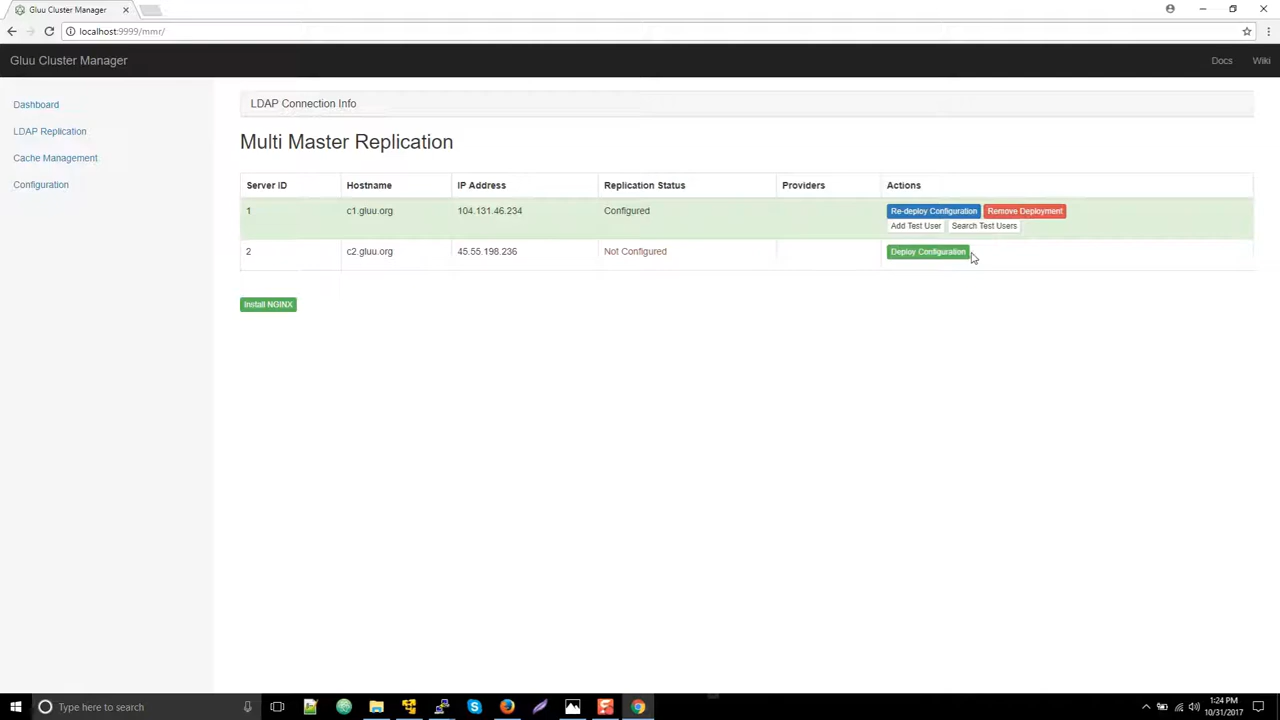 Gluu Cluster Manager
localhost:9999/mmr/
Gluu Cluster Manager
Docs
Wiki
Dashboard
LDAP Replication
Cache Management
Configuration
LDAP Connection Info
Multi Master Replication
Server ID Hostname IP Address Replication Status Providers Actions
1 c1.gluu.org 104.131.46.234 Configured Re-deploy Configuration Remove Deployment
Add Test User Search Test Users
2 c2.gluu.org 45.55.198.236 Not Configured Deploy Configuration
Install NGINX
Type here to search
1:24 PM
10/31/2017